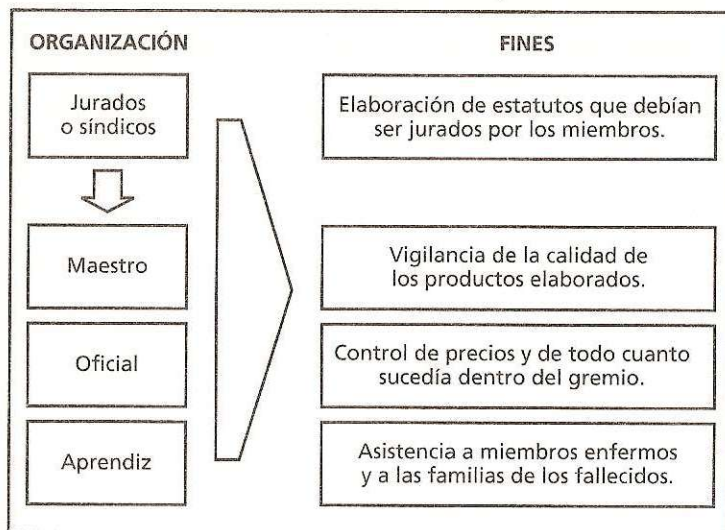 ORGANIZACIÓN
FINES
Jurados
o síndicos
Elaboración de estatutos que debían
ser jurados por los miembros.
Maestro
Vigilancia de la calidad de
los productos elaborados.
Oficial
Control de precios y de todo cuanto
sucedía dentro del gremio.
Aprendiz
Asistencia a miembros enfermos
y a las familias de los fallecidos.